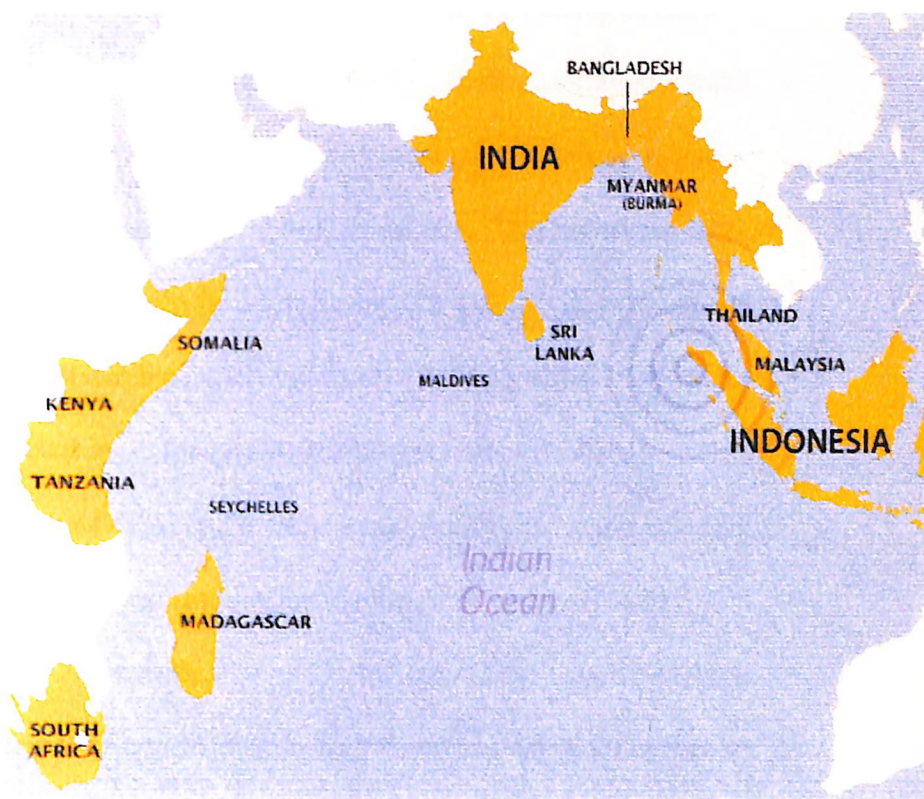 BANGLADESH
INDIA
MYANMAR
(BURMA)
THAILAND
SRI
LANKA
SOMALIA
MALAYSIA
MALDIVES
KENYA
INDONESIA
TANZANIA
SEYCHELLES
Indian
Ocean
MADAGASCAR
SOUTH
AFRICA